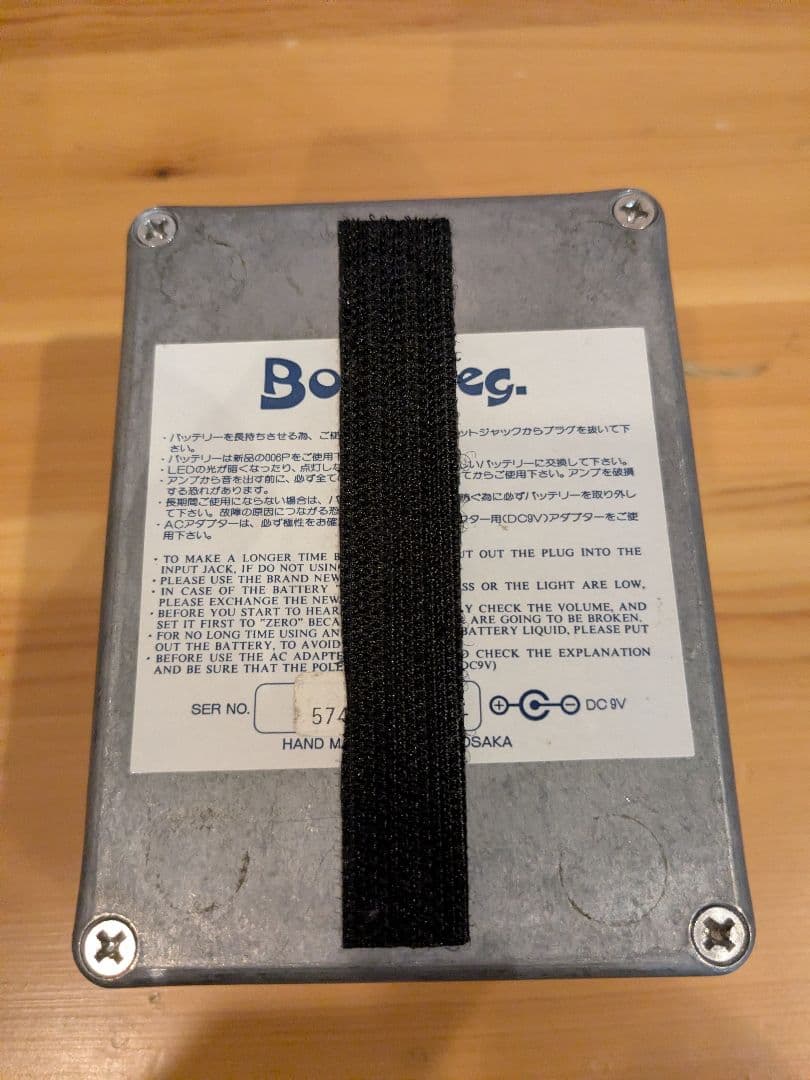 Bo eg.
・バッテリーを長持ちさせる為、ご使 ットジャックからプラグを抜いて下
さい。
・バッテリーは新品の006Pをご使用下
・LEDの光が暗くなったり、点灯しな しいバッテリーに交換して下さい。
・アンプから音を出す前に、必ず全て てからご使用下さい。アンプを破損
する恐れがあります。
・長期間ご使用にならない場合は、バ 防ぐ為に必ずバッテリーを取り外し
て下さい。故障の原因につながる恐
・ACアダプターは、必ず極性をお確 ター用(DC9V)アダプターをご使
用下さい。
・TO MAKE A LONGER TIME B UT OUT THE PLUG INTO THE
INPUT JACK, IF DO NOT USIN
・PLEASE USE THE BRAND NEW
・IN CASE OF THE BATTERY SS OR THE LIGHT ARE LOW,
PLEASE EXCHANGE THE NEW
・BEFORE YOU START TO HEAR Y CHECK THE VOLUME, AND
SET IT FIRST TO "ZERO" BECA ARE GOING TO BE BROKEN.
・FOR NO LONG TIME USING AN BATTERY LIQUID, PLEASE PUT
OUT THE BATTERY, TO AVOID
・BEFORE USE THE AC ADAPTE CHECK THE EXPLANATION
AND BE SURE THAT THE POLE DC9V)
SER NO. 574 DC 9V
HAND M OSAKA